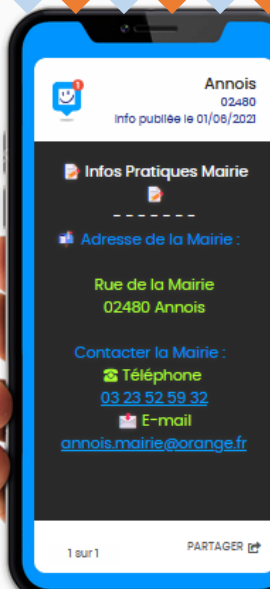 Annois
02480
Info publiée le 01/06/2021
Infos Pratiques Mairie
- - - - - - -
Adresse de la Mairie :
Rue de la Mairie
02480 Annois
Contacter la Mairie :
Téléphone
03 23 52 59 32
E-mail
annois.mairie@orange.fr
1 sur 1
PARTAGER